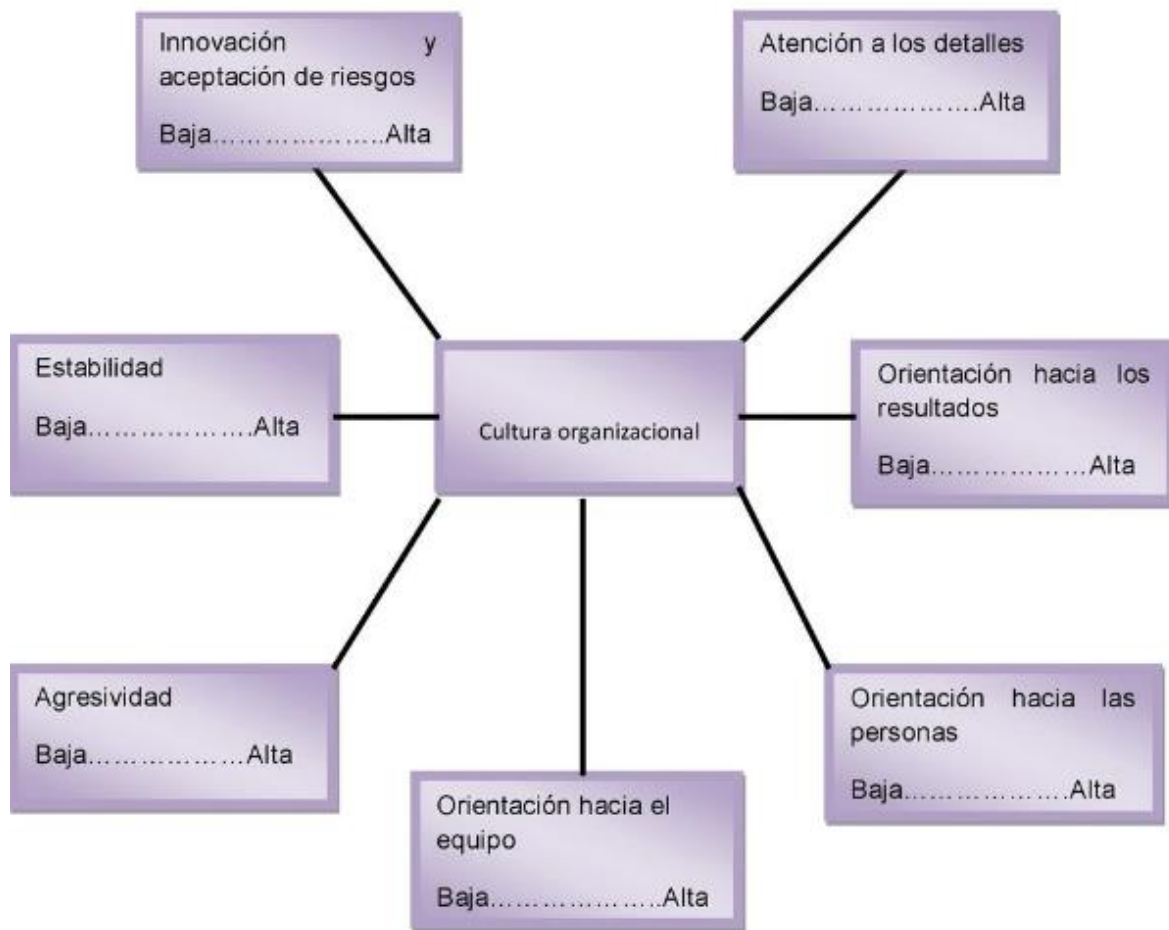 Innovación y
aceptación de riesgos
Baja…………………..Alta
Atención a los detalles
Baja……………….Alta
Estabilidad
Baja……………….Alta
Cultura organizacional
Orientación hacia los
resultados
Baja………………Alta
Agresividad
Baja………………Alta
Orientación hacia las
personas
Baja……………….Alta
Orientación hacia el
equipo
Baja………………..Alta